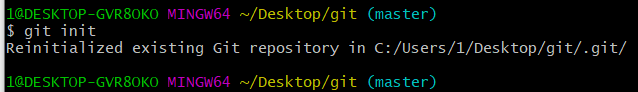 1@DESKTOP-GVR8OKO MINGW64 ~/Desktop/git (master)
$ git init
Reinitialized existing Git repository in C:/Users/1/Desktop/git/.git/
1@DESKTOP-GVR8OKO MINGW64 ~/Desktop/git (master)